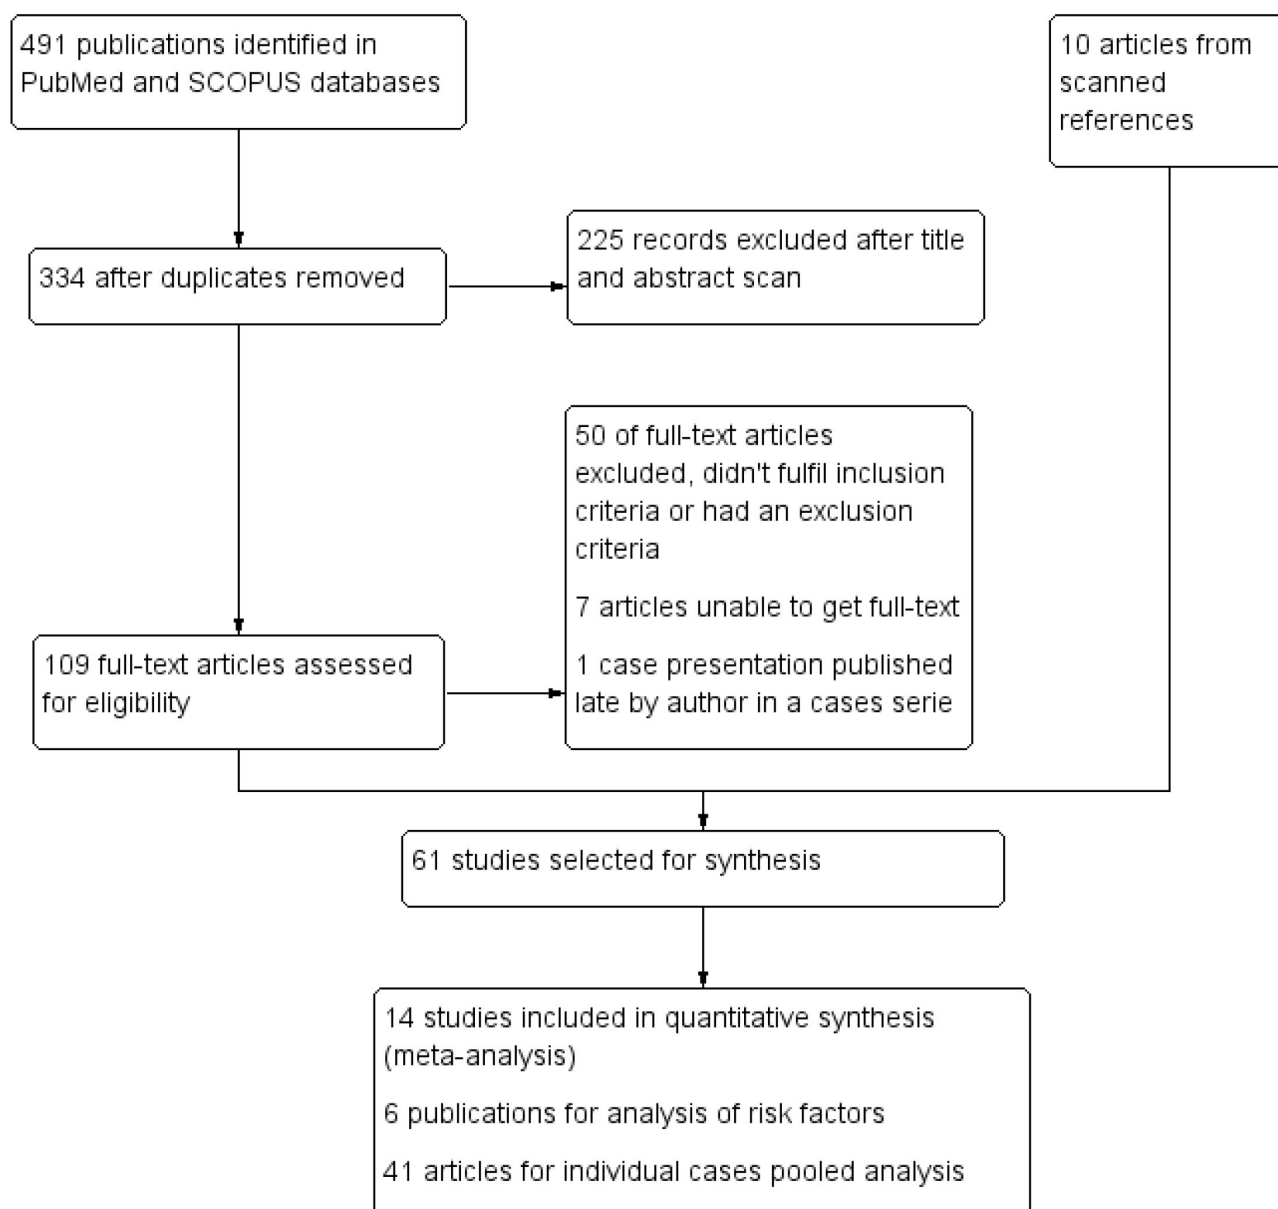 491 publications identified in
PubMed and SCOPUS databases
10 articles from
scanned
references
334 after duplicates removed
225 records excluded after title
and abstract scan
50 of full-text articles
excluded, didn't fulfil inclusion
criteria or had an exclusion
criteria
7 articles unable to get full-text
1 case presentation published
late by author in a cases serie
109 full-text articles assessed
for eligibility
61 studies selected for synthesis
14 studies included in quantitative synthesis
(meta-analysis)
6 publications for analysis of risk factors
41 articles for individual cases pooled analysis